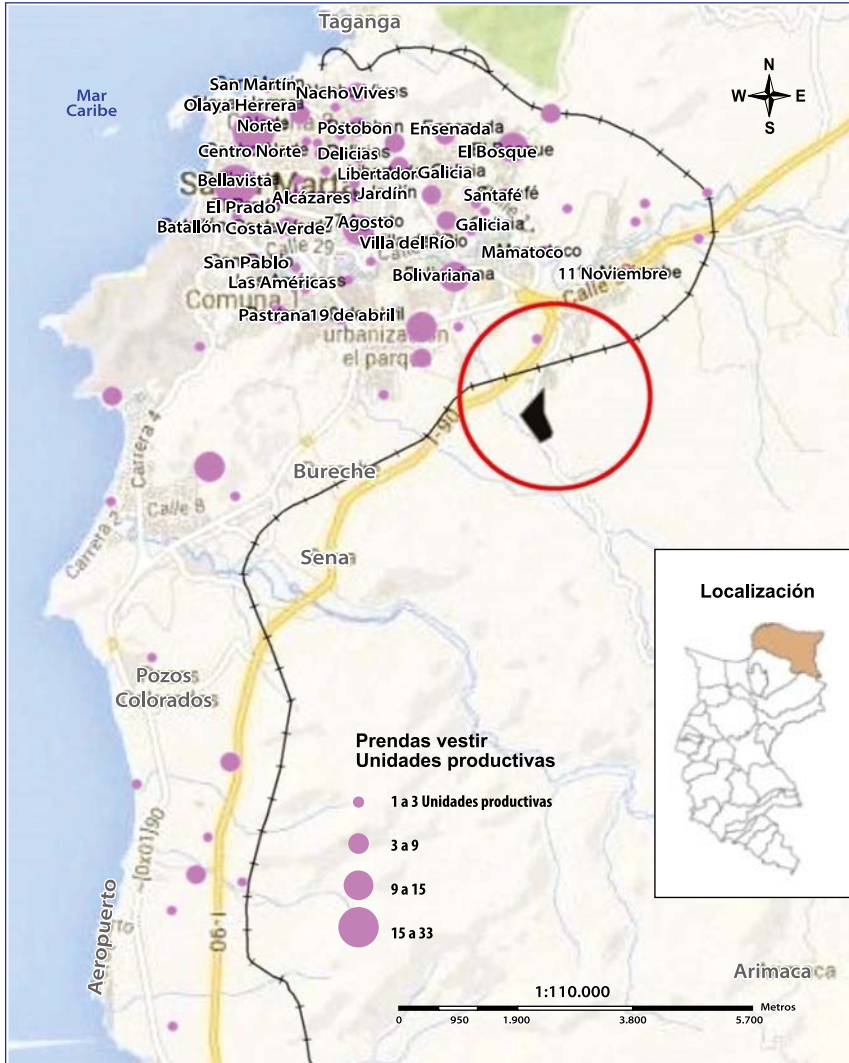 Taganga
Mar
Caribe
N
W E
S
San Martín
Nacho Vives
Olaya Herrera
Norte
Postobon
Ensenada
Centro Norte
Delicias
El Bosque
Libertador
Galicia
Bellavista
Alcázares
Jardín
Santafé
El Prado
Batallón
Costa Verde
7 Agosto
Galicia
Villa del Río
Mamatoco
Calle 29
San Pablo
Bolivariana
11 Noviembre
Las Américas
Comuna 1
Pastrana
19 de abril
urbanización
el parque
I-90
Carrera 4
Bureche
Calle 8
Carrera 2
Sena
Localización
Pozos
Colorados
Prendas vestir
Unidades productivas
1 a 3 Unidades productivas
3 a 9
9 a 15
15 a 33
Aeropuerto
I-90
Arimaca
1:110.000
Metros
0 950 1.900 3.800 5.700